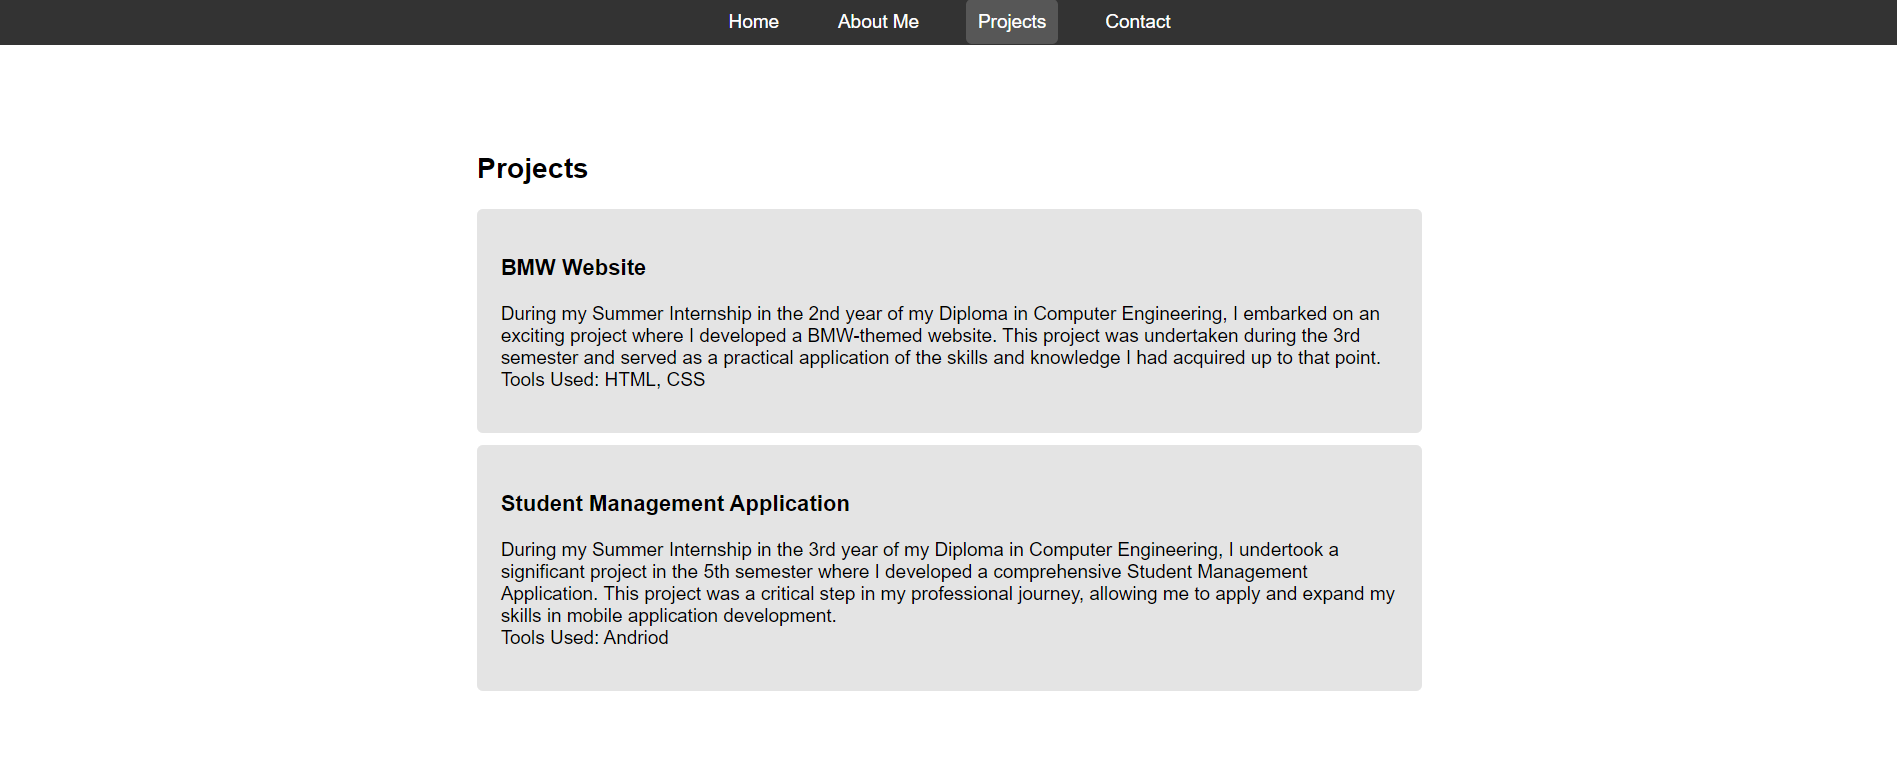 Home About Me Projects Contact
Projects
BMW Website
During my Summer Internship in the 2nd year of my Diploma in Computer Engineering, I embarked on an
exciting project where I developed a BMW-themed website. This project was undertaken during the 3rd
semester and served as a practical application of the skills and knowledge I had acquired up to that point.
Tools Used: HTML, CSS
Student Management Application
During my Summer Internship in the 3rd year of my Diploma in Computer Engineering, I undertook a
significant project in the 5th semester where I developed a comprehensive Student Management
Application. This project was a critical step in my professional journey, allowing me to apply and expand my
skills in mobile application development.
Tools Used: Andriod